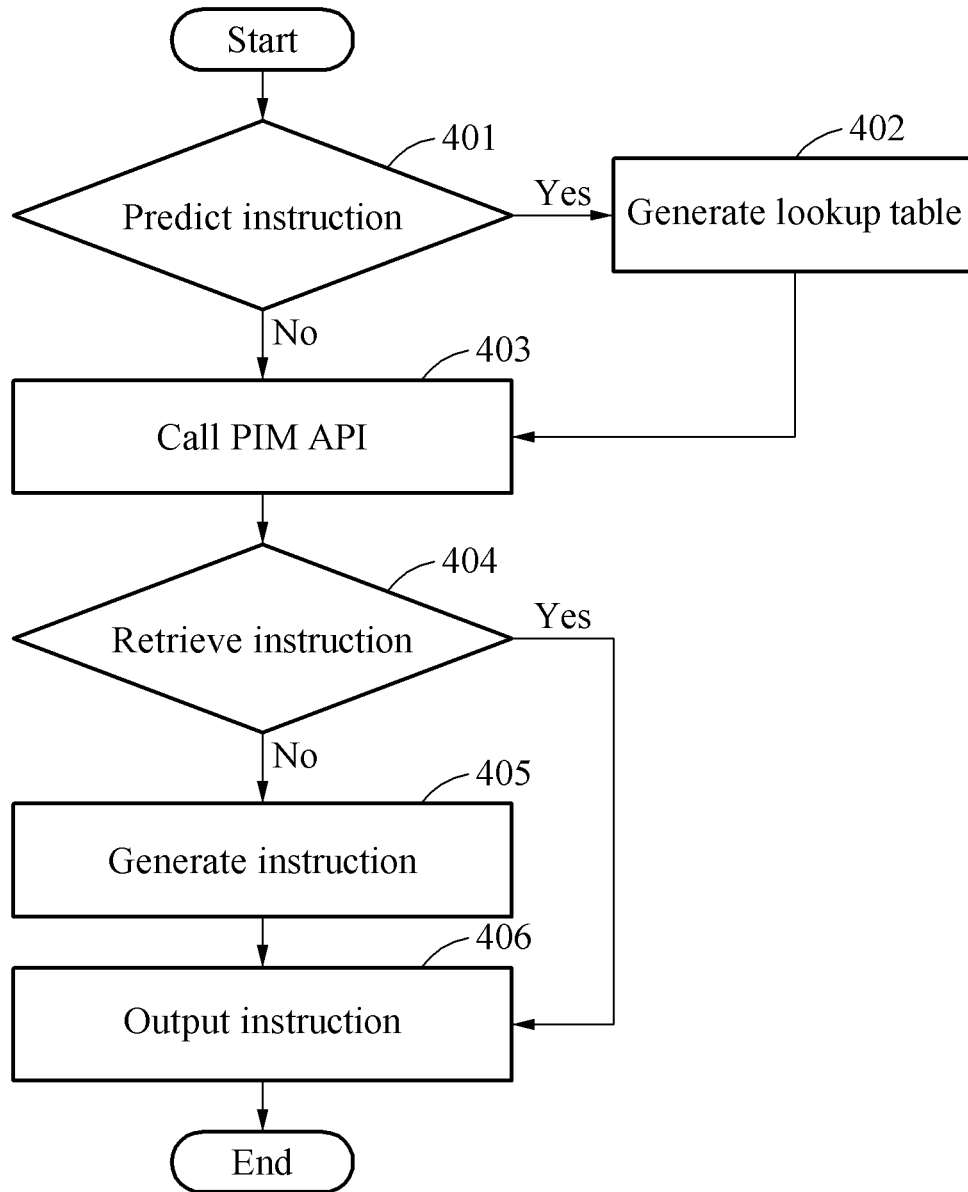 Start
401
Predict instruction
Yes
402
Generate lookup table
No
403
Call PIM API
404
Retrieve instruction
Yes
No
405
Generate instruction
406
Output instruction
End